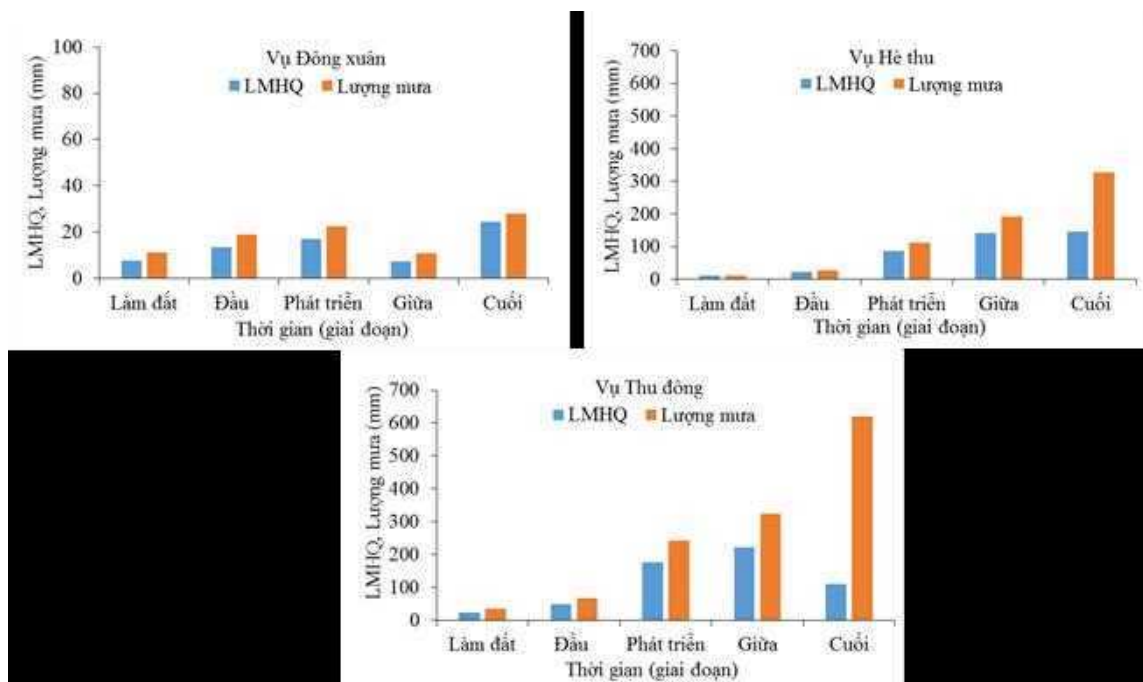 Vụ Đông xuân
LMHQ Lượng mưa
LMHQ, Lượng mưa (mm)
100
80
60
40
20
0
Làm đất Đầu Phát triển Giữa Cuối
Thời gian (giai đoạn)
Vụ Hè thu
LMHQ Lượng mưa
LMHQ, Lượng mưa (mm)
700
600
500
400
300
200
100
0
Làm đất Đầu Phát triển Giữa Cuối
Thời gian (giai đoạn)
Vụ Thu đông
LMHQ Lượng mưa
LMHQ, Lượng mưa (mm)
700
600
500
400
300
200
100
0
Làm đất Đầu Phát triển Giữa Cuối
Thời gian (giai đoạn)